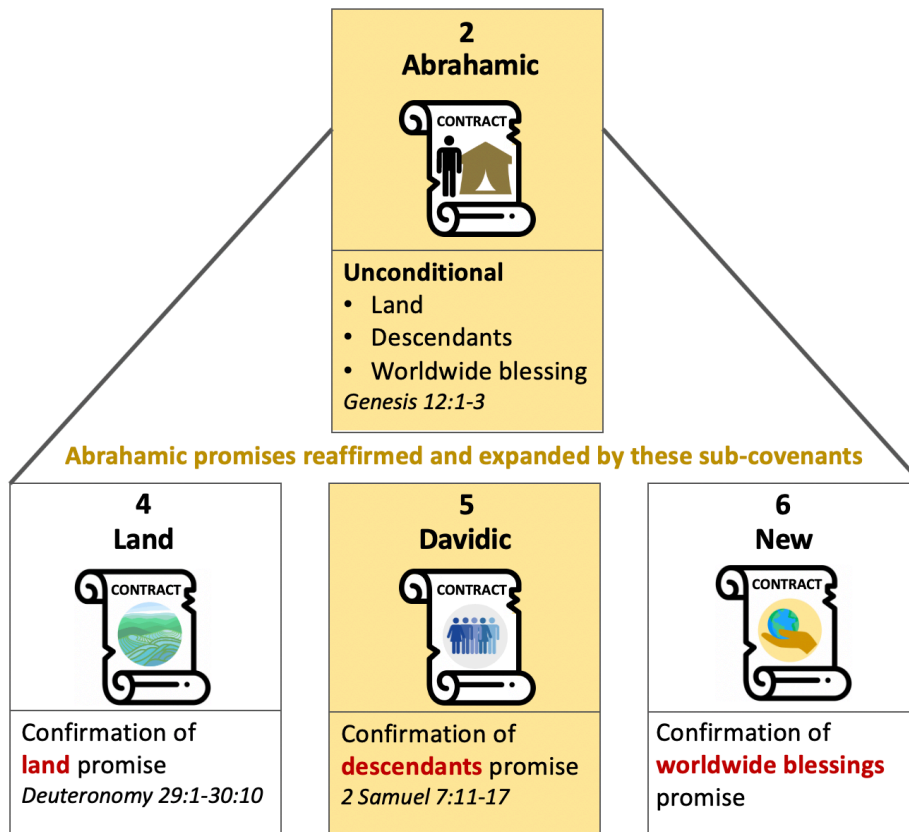 2
Abrahamic
CONTRACT
Unconditional
• Land
• Descendants
• Worldwide blessing
Genesis 12:1-3
Abrahamic promises reaffirmed and expanded by these sub-covenants
4
Land
CONTRACT
Confirmation of
land promise
Deuteronomy 29:1-30:10
5
Davidic
CONTRACT
Confirmation of
descendants promise
2 Samuel 7:11-17
6
New
CONTRACT
Confirmation of
worldwide blessings
promise